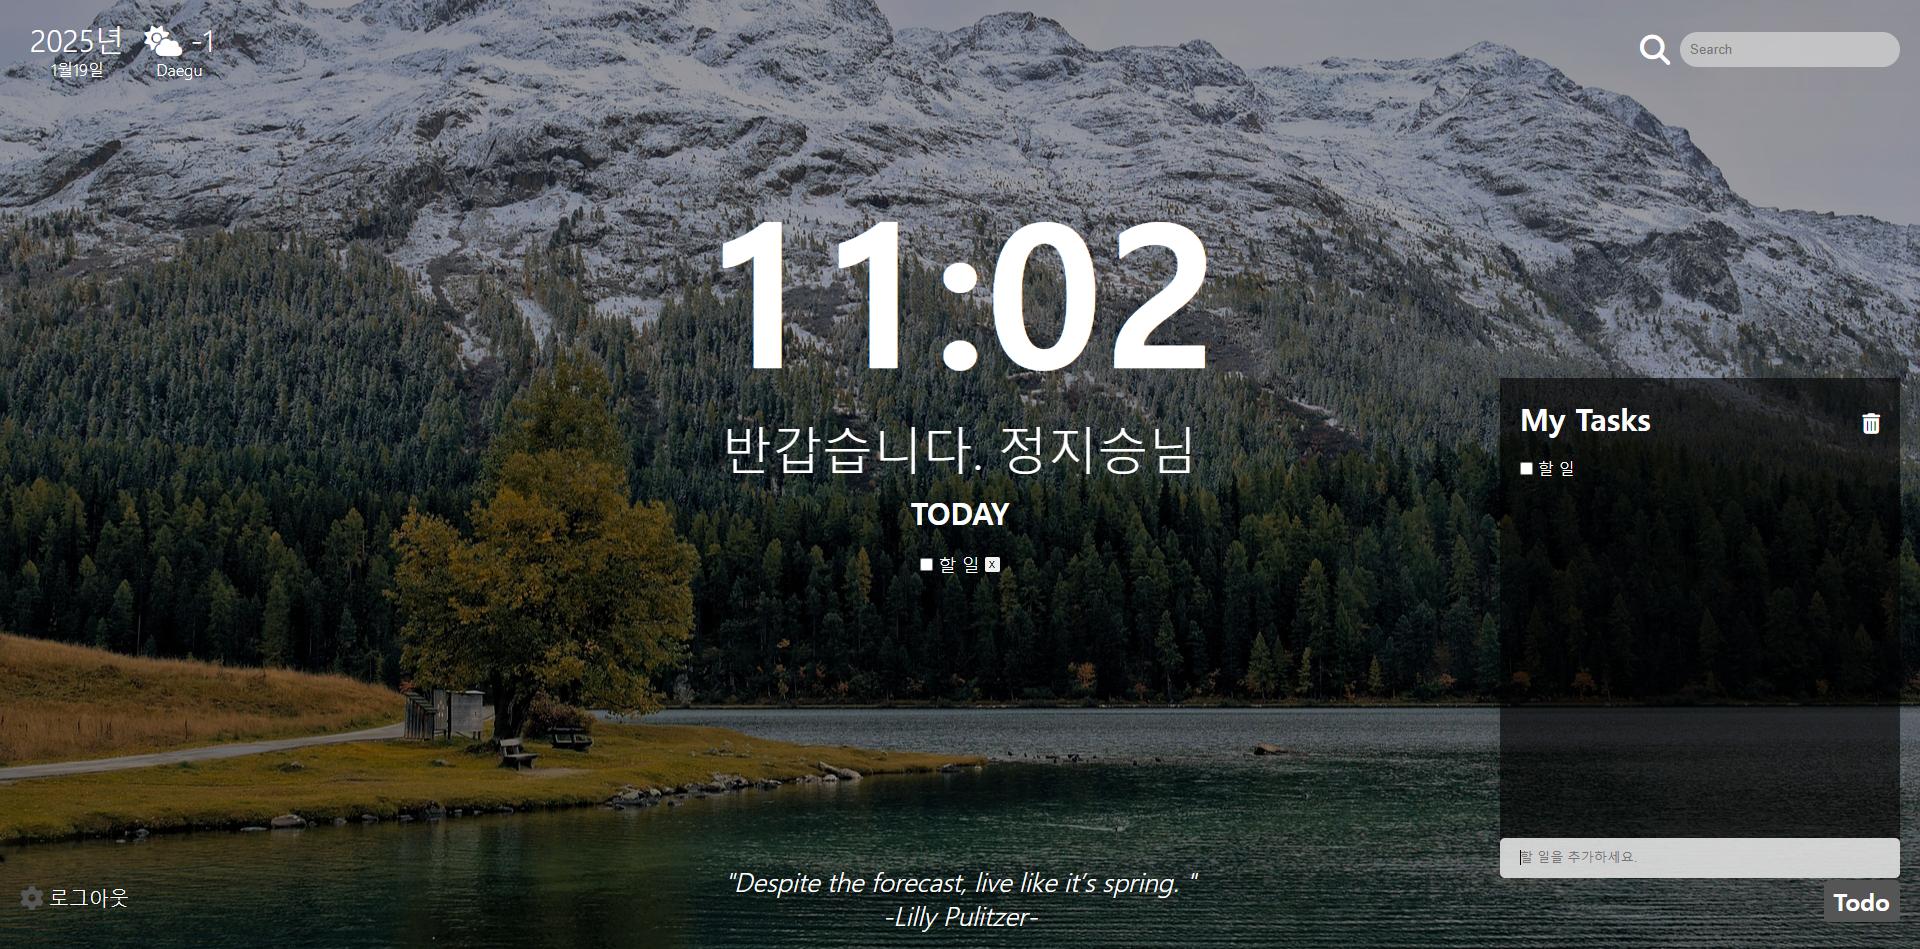 2025년
1월19일
-1
Daegu
Search
11:02
반갑습니다. 정지승님
TODAY
할 일 x
My Tasks
할 일
할 일을 추가하세요.
Todo
로그아웃
"Despite the forecast, live like it’s spring. "
-Lilly Pulitzer-